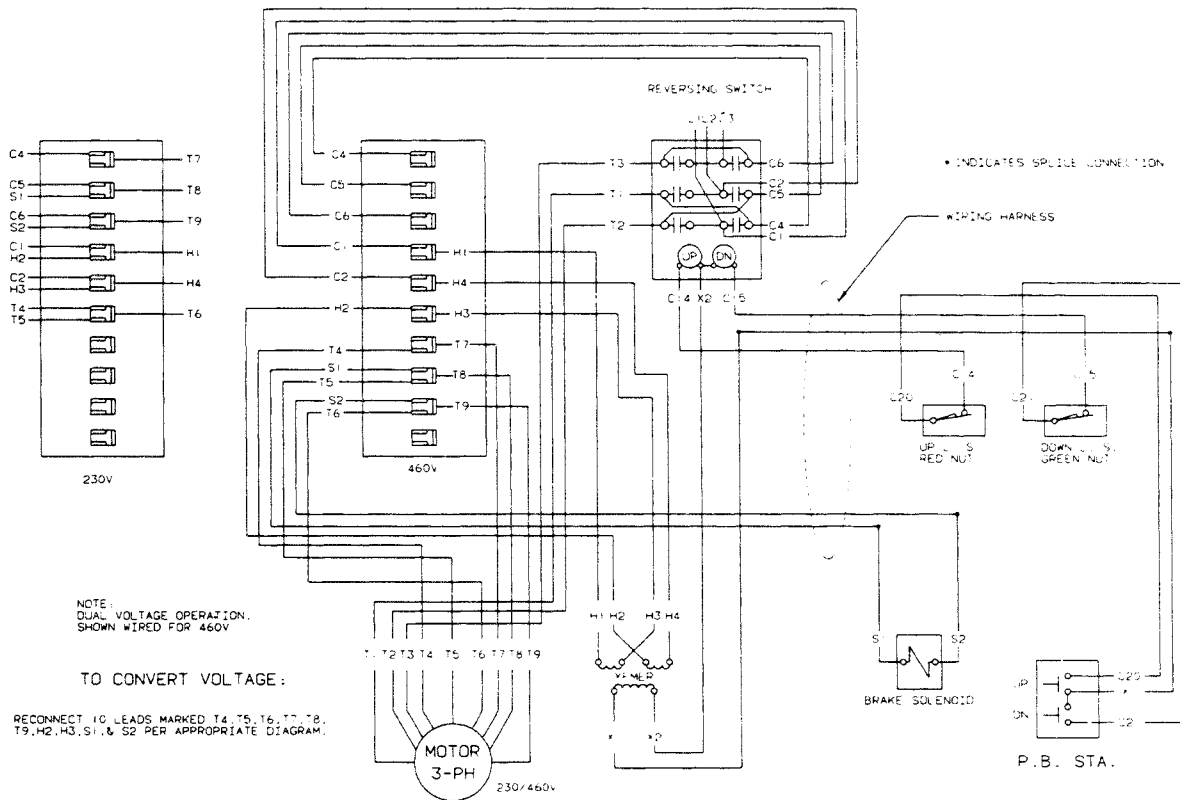 REVERSING SWITCH
C4
T7
C5
S1
T8
C6
S2
T9
C1
H2
H1
C2
H3
H4
T4
T5
T6
230V
C4
C5
C6
C1
H1
C2
H4
H2
H3
T4
T7
S1
T5
T8
S2
T6
T9
460V
T3
C6
C2
T1
C5
T2
C4
C1
UP
DN
X2
* INDICATES SPLICE CONNECTION
WIRING HARNESS
C20
RED NUT
DOWN
GREEN NUT
NOTE:
DUAL VOLTAGE OPERATION.
SHOWN WIRED FOR 460V
TO CONVERT VOLTAGE:
RECONNECT 10 LEADS MARKED T4,T5,T6,T7,T8,
T9,H2,H3,S1,& S2 PER APPROPRIATE DIAGRAM.
T2 T3 T4 T5 T6 T7 T8 T9
MOTOR
3-PH
230/460V
H1 H2 H3 H4
XFMER
X2
S2
BRAKE SOLENOID
UP
DN
C20
P.B. STA.